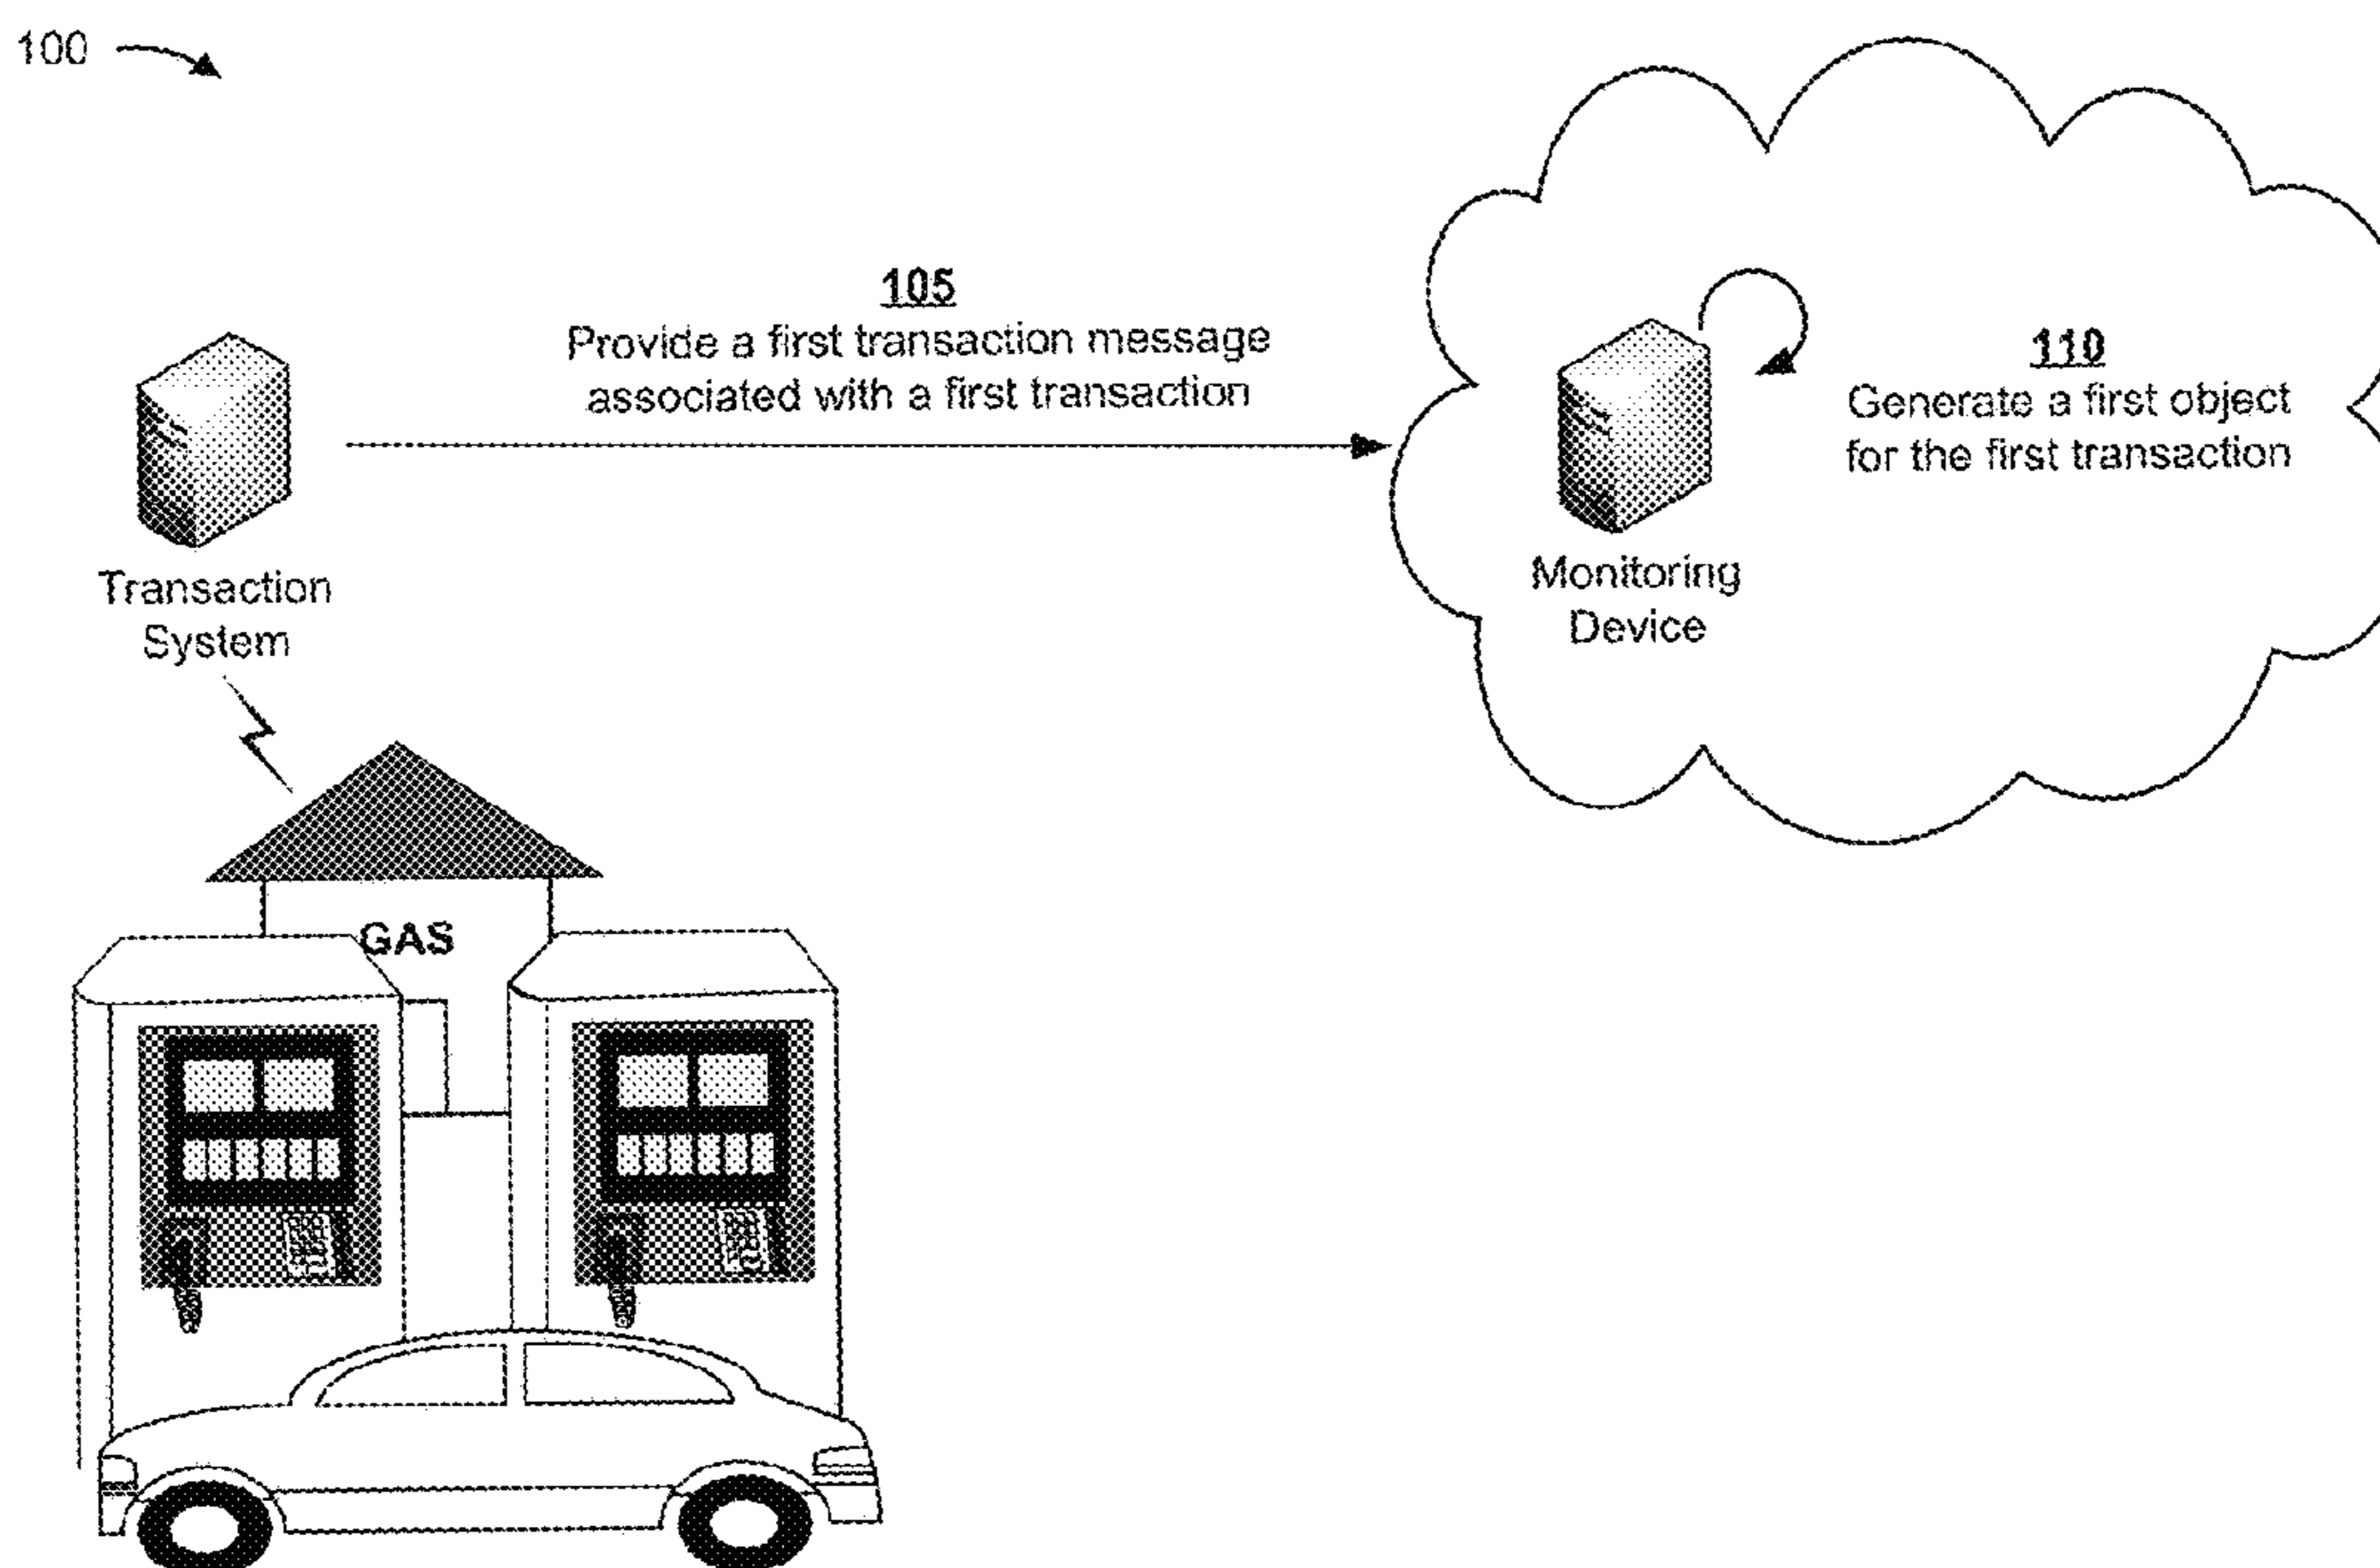 100
105
Provide a first transaction message
associated with a first transaction
110
Generate a first object
for the first transaction
Transaction
System
Monitoring
Device
GAS